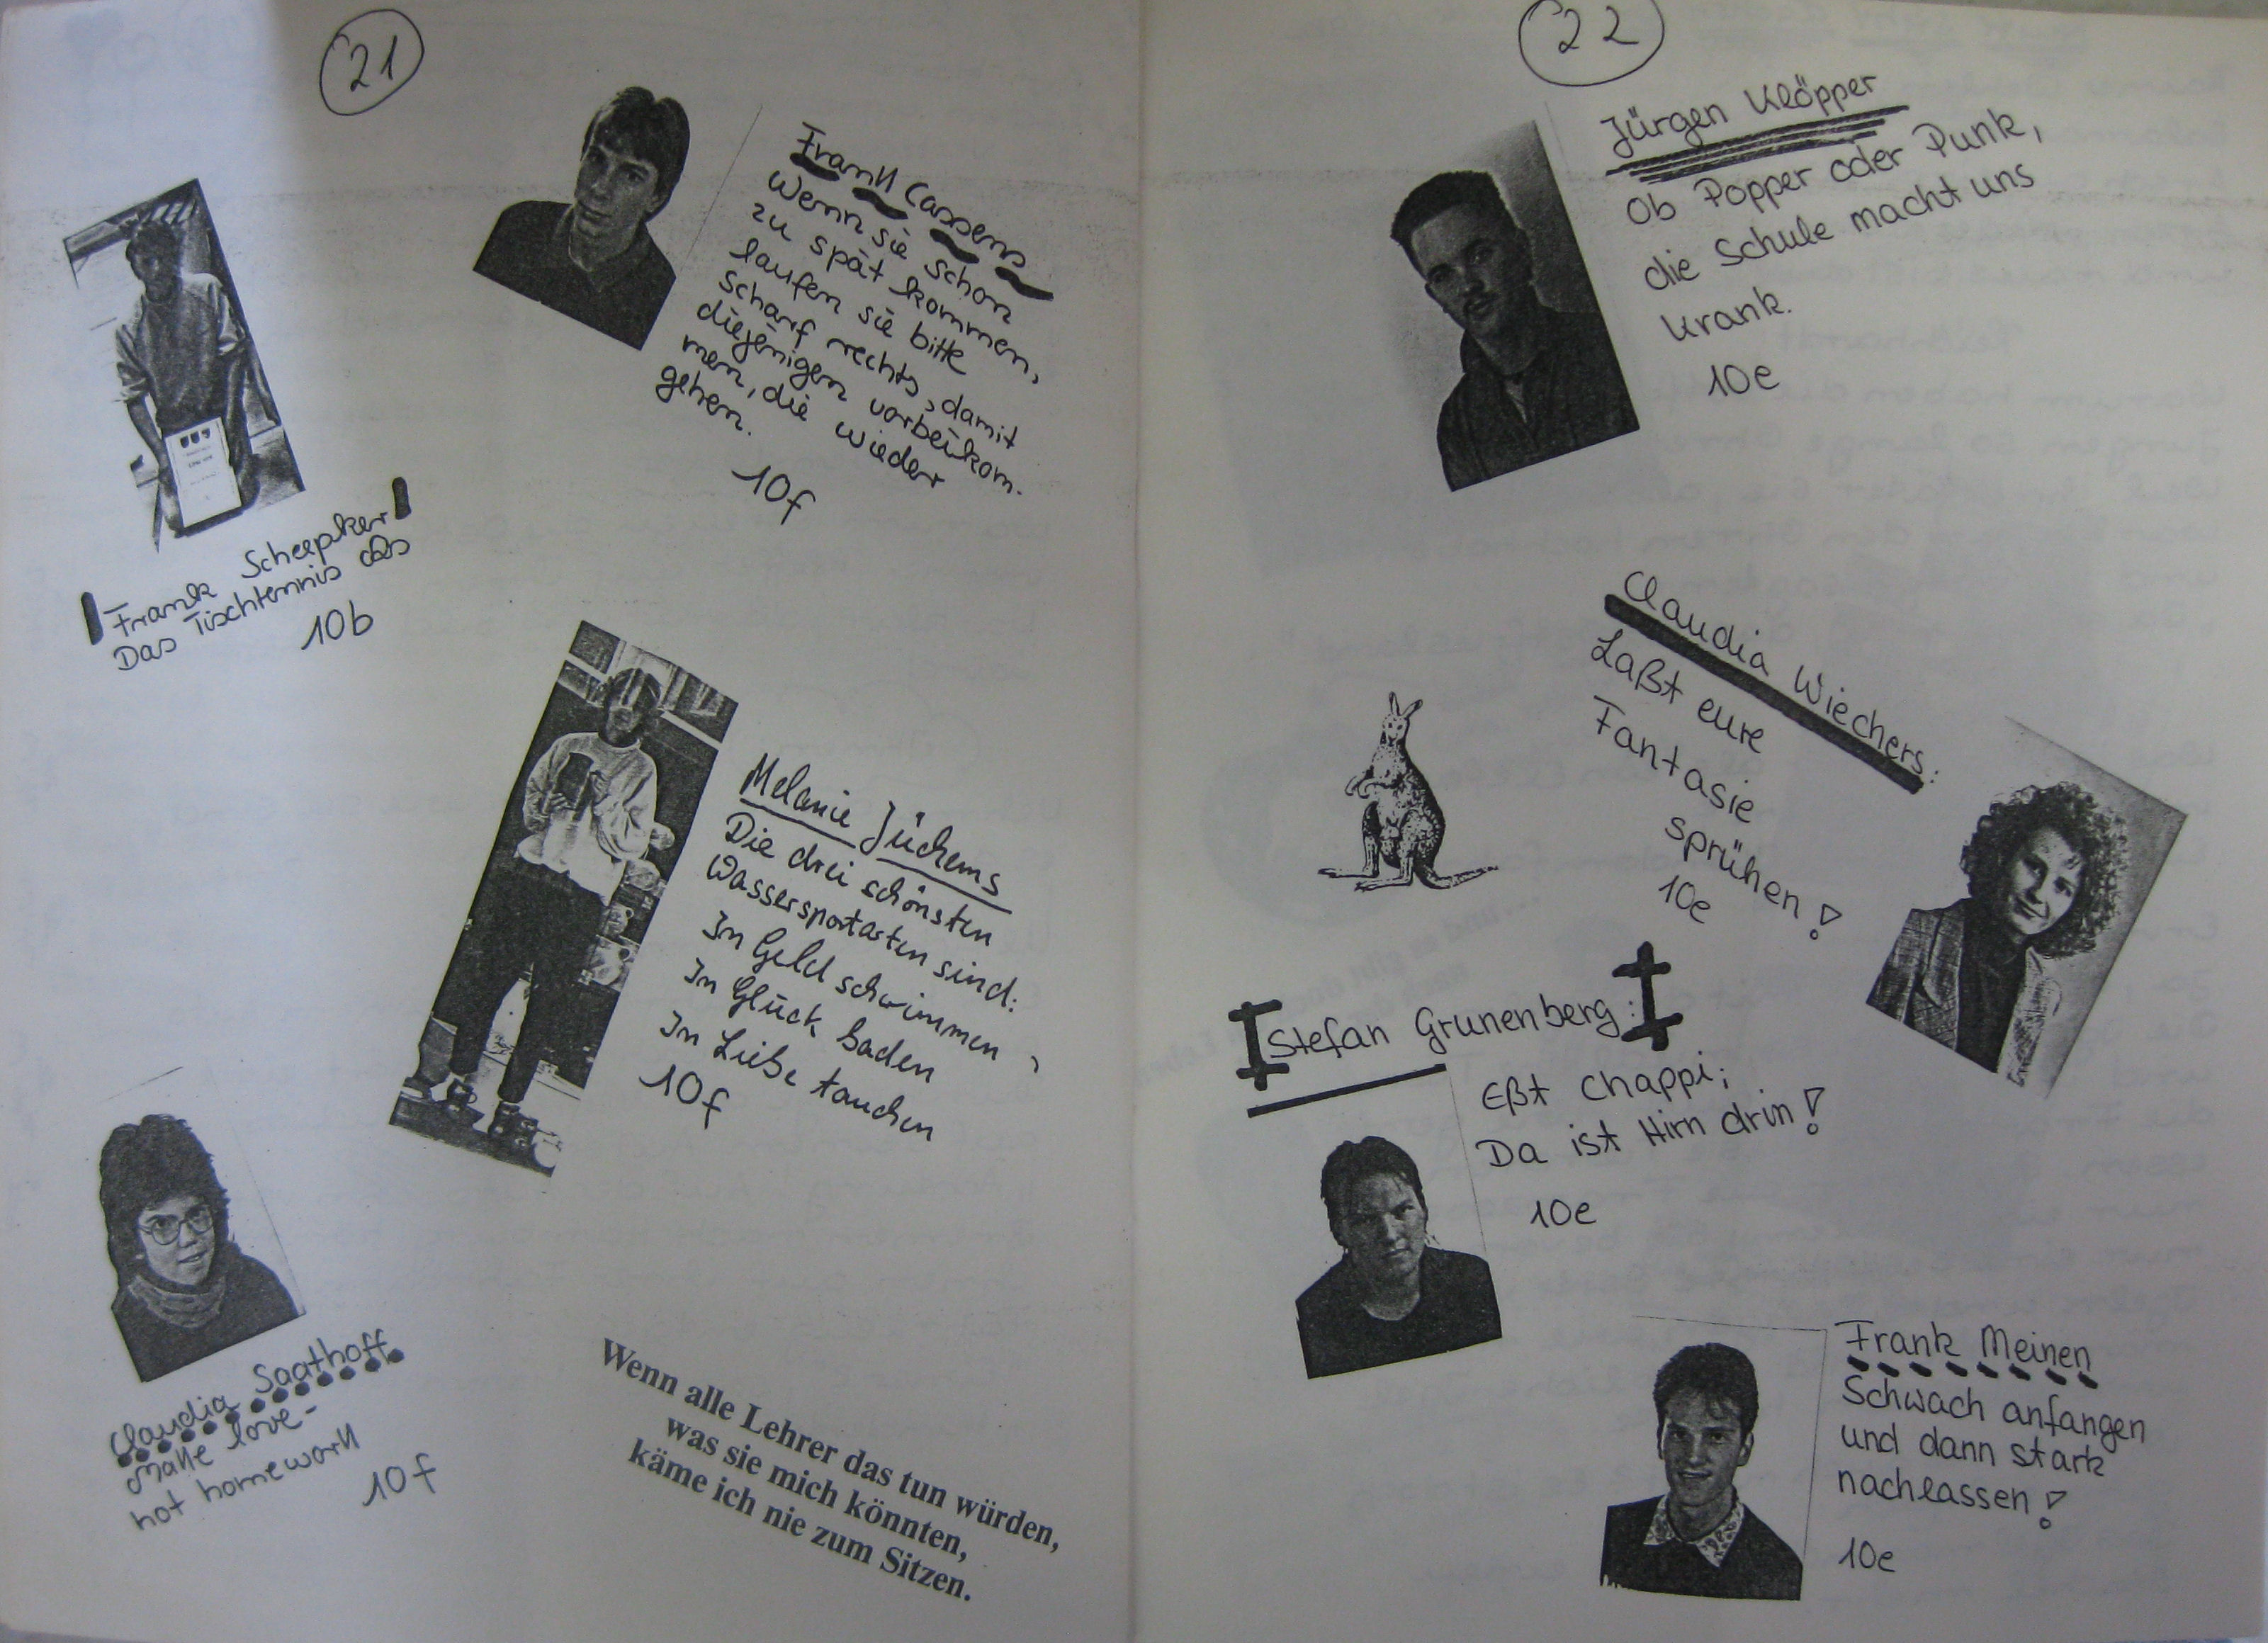 21
Frank Cassens
Wenn sie schon
zu spät kommen,
laufen sie bitte
scharf rechts, damit
diejenigen vorbeikom-
men, die wieder
gehen.
10f
Frank Scheepker
Das Tischtennis das
10b
Melanie Jüchems
Die drei schönsten
Wassersportarten sind:
In Geld schwimmen,
In Glück baden
In Liebe tauchen
10f
Claudia Saathoff
Make love-
not homework
10f
Wenn alle Lehrer das tun würden,
was sie mich könnten,
käme ich nie zum Sitzen.
22
Jürgen Klöpper
Ob Popper oder Punk,
die Schule macht uns
krank.
10e
Claudia Wiechers:
Laßt eure
Fantasie
sprühen!
10e
Stefan Grunenberg:
Eßt Chappi;
Da ist Hirn drin!
10e
Frank Meinen
Schwach anfangen
und dann stark
nachlassen!
10e